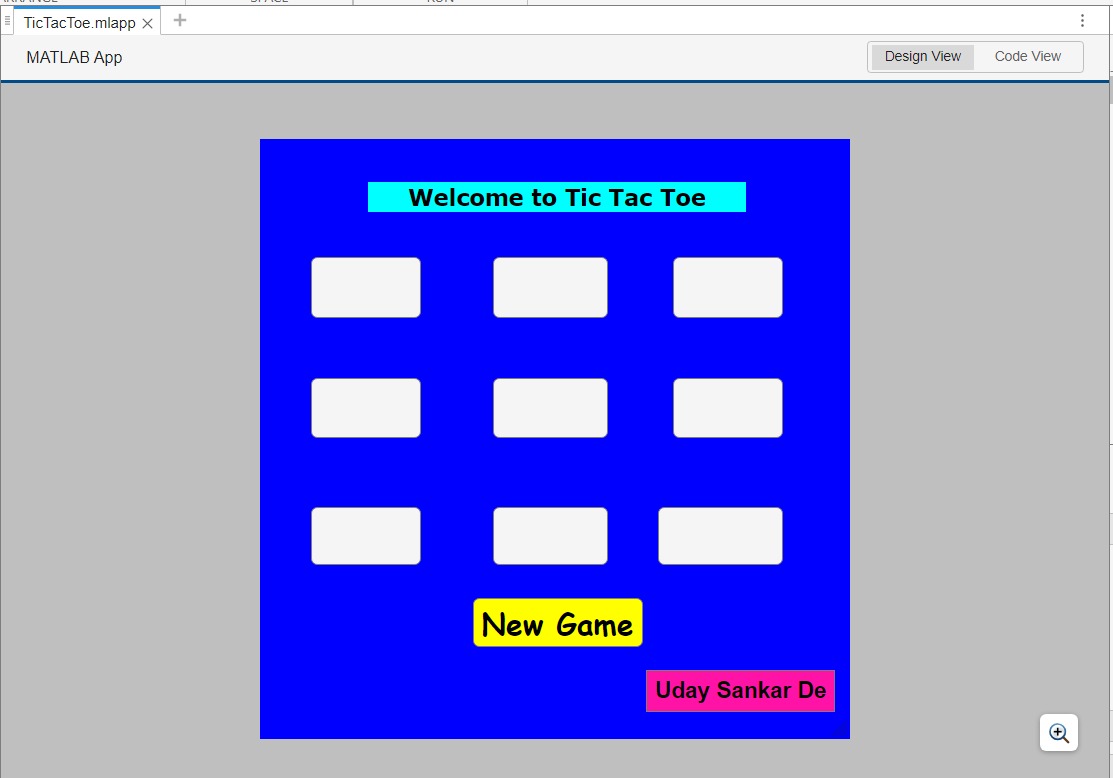 TicTacToe.mlapp
MATLAB App
Design View Code View
Welcome to Tic Tac Toe
New Game
Uday Sankar De